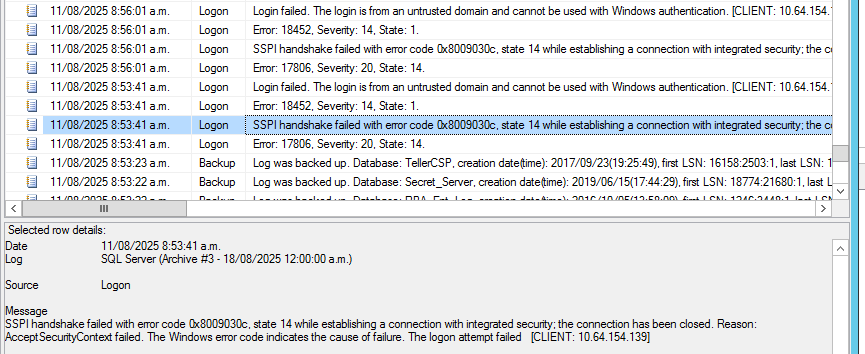 11/08/2025 8:56:01 a.m. Logon Login failed. The login is from an untrusted domain and cannot be used with Windows authentication. [CLIENT: 10.64.154.
11/08/2025 8:56:01 a.m. Logon Error: 18452, Severity: 14, State: 1.
11/08/2025 8:56:01 a.m. Logon SSPI handshake failed with error code 0x8009030c, state 14 while establishing a connection with integrated security; the c
11/08/2025 8:56:01 a.m. Logon Error: 17806, Severity: 20, State: 14.
11/08/2025 8:53:41 a.m. Logon Login failed. The login is from an untrusted domain and cannot be used with Windows authentication. [CLIENT: 10.64.154.
11/08/2025 8:53:41 a.m. Logon Error: 18452, Severity: 14, State: 1.
11/08/2025 8:53:41 a.m. Logon SSPI handshake failed with error code 0x8009030c, state 14 while establishing a connection with integrated security; the c
11/08/2025 8:53:41 a.m. Logon Error: 17806, Severity: 20, State: 14.
11/08/2025 8:53:23 a.m. Backup Log was backed up. Database: TellerCSP, creation date(time): 2017/09/23(19:25:49), first LSN: 16158:2503:1, last LSN: 1
11/08/2025 8:53:22 a.m. Backup Log was backed up. Database: Secret_Server, creation date(time): 2019/06/15(17:44:29), first LSN: 18774:21680:1, last LSN:
11/08/2025 8:53:22 a.m. Backup Log was backed up. Database:
Selected row details:
Date 11/08/2025 8:53:41 a.m.
Log SQL Server (Archive #3 - 18/08/2025 12:00:00 a.m.)
Source Logon
Message
SSPI handshake failed with error code 0x8009030c, state 14 while establishing a connection with integrated security; the connection has been closed. Reason:
AcceptSecurityContext failed. The Windows error code indicates the cause of failure. The logon attempt failed [CLIENT: 10.64.154.139]